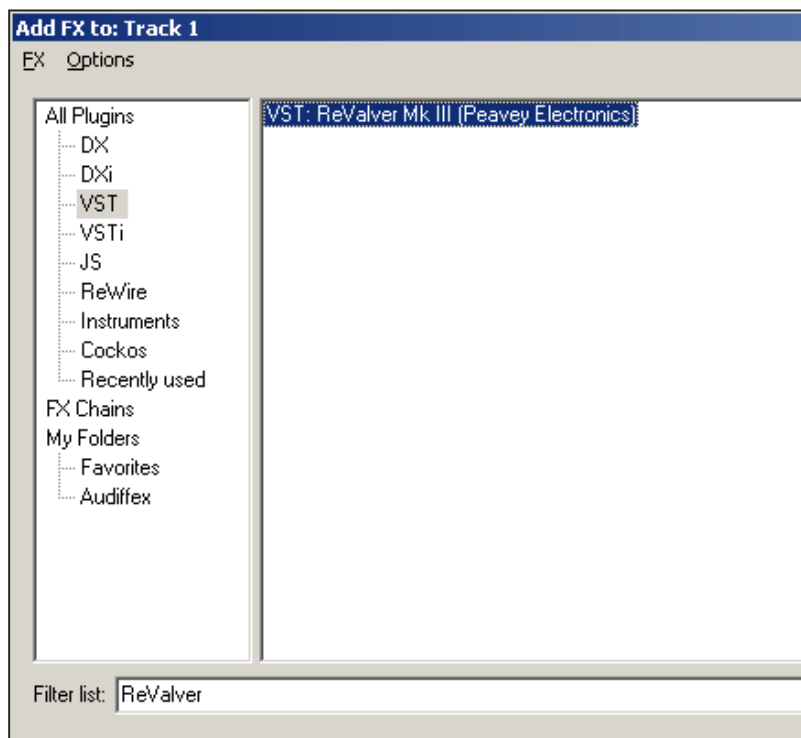 Add FX to: Track 1
FX Options
All Plugins
DX
DXi
VST
VSTi
JS
ReWire
Instruments
Cockos
Recently used
FX Chains
My Folders
Favorites
Audiffex
VST: ReValver Mk III (Peavey Electronics)
Filter list: ReValver